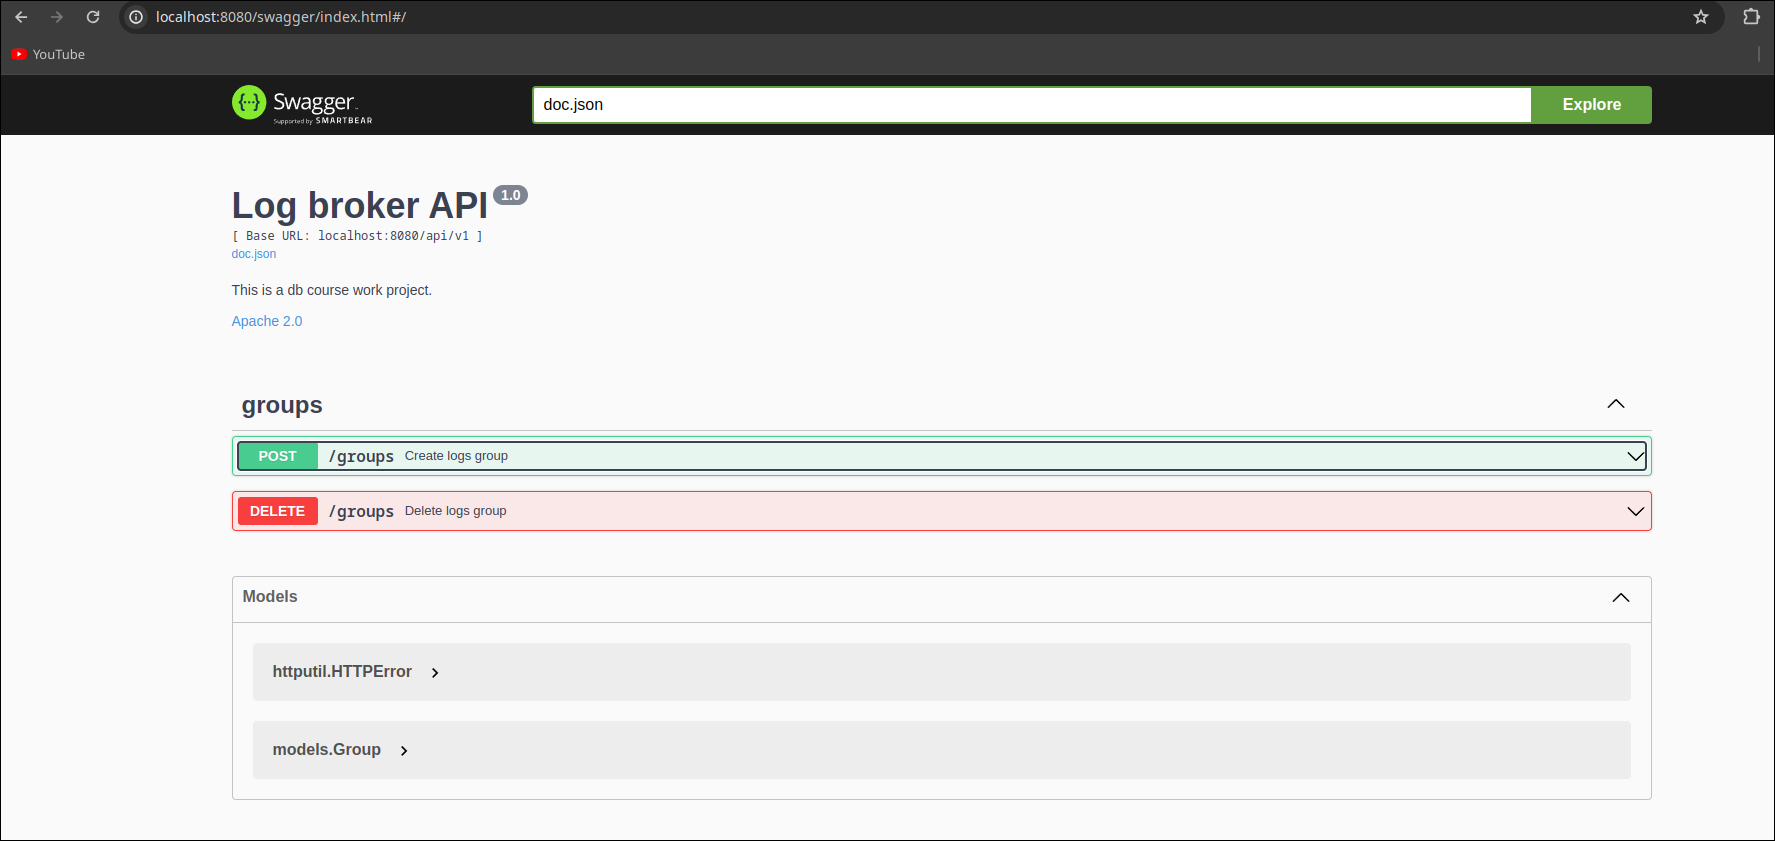 localhost:8080/swagger/index.html#/
YouTube
{...} Swagger
Supported by SMARTBEAR
doc.json
Explore
Log broker API 1.0
[ Base URL: localhost:8080/api/v1 ]
doc.json
This is a db course work project.
Apache 2.0
groups
POST /groups Create logs group
DELETE /groups Delete logs group
Models
httputil.HTTPError
models.Group